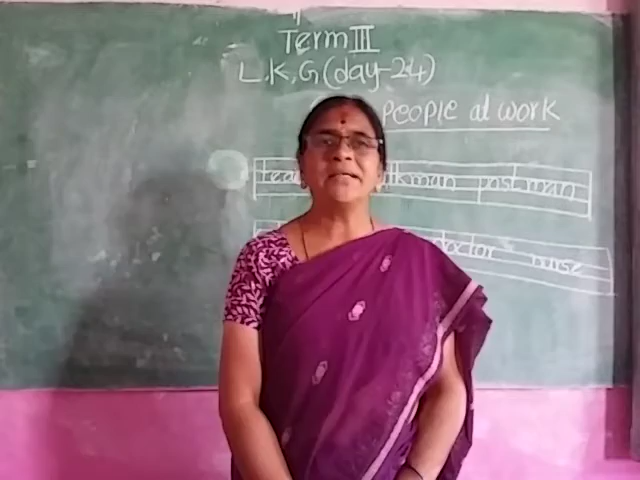 Term III
L.K.G (day-24)
People at work
postman
doctor nurse